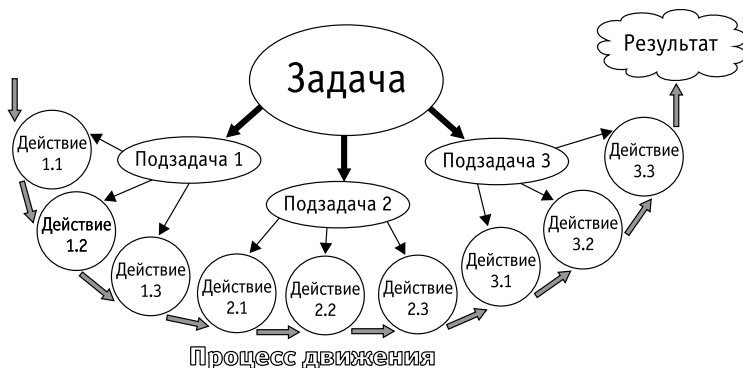 Задача
Результат
Подзадача 1
Подзадача 2
Подзадача 3
Действие
1.1
Действие
1.2
Действие
1.3
Действие
2.1
Действие
2.2
Действие
2.3
Действие
3.1
Действие
3.2
Действие
3.3
Процесс движения